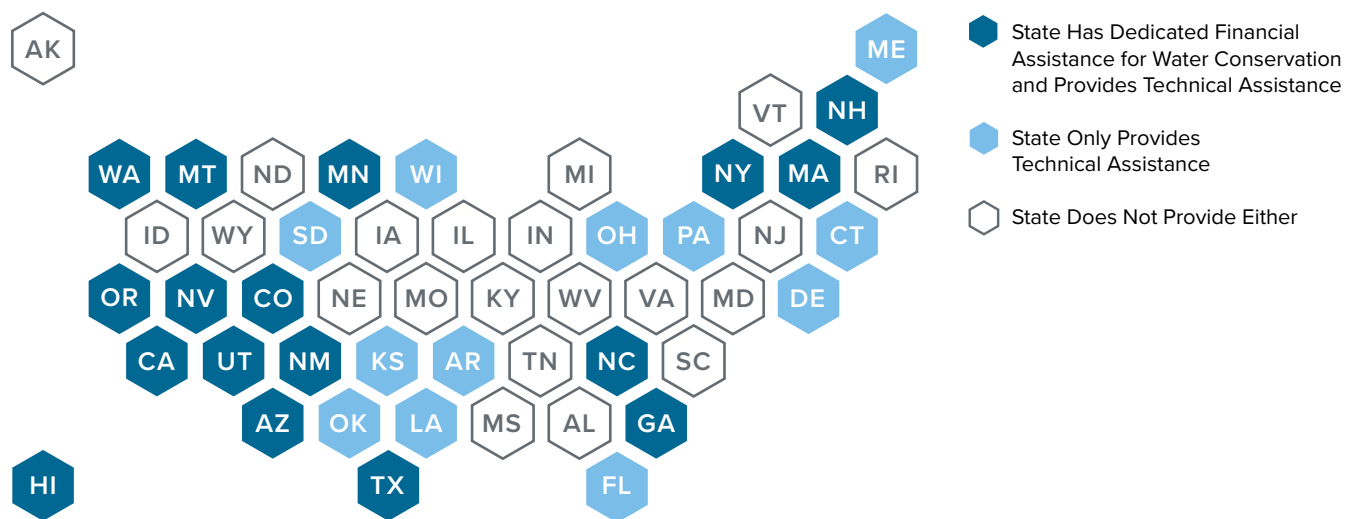 AK
ME
State Has Dedicated Financial
Assistance for Water Conservation
and Provides Technical Assistance
VT NH
State Only Provides
Technical Assistance
WA MT ND MN WI MI NY MA RI
State Does Not Provide Either
ID WY SD IA IL IN OH PA NJ CT
OR NV CO NE MO KY WV VA MD DE
CA UT NM KS AR TN NC SC
AZ OK LA MS AL GA
HI TX FL